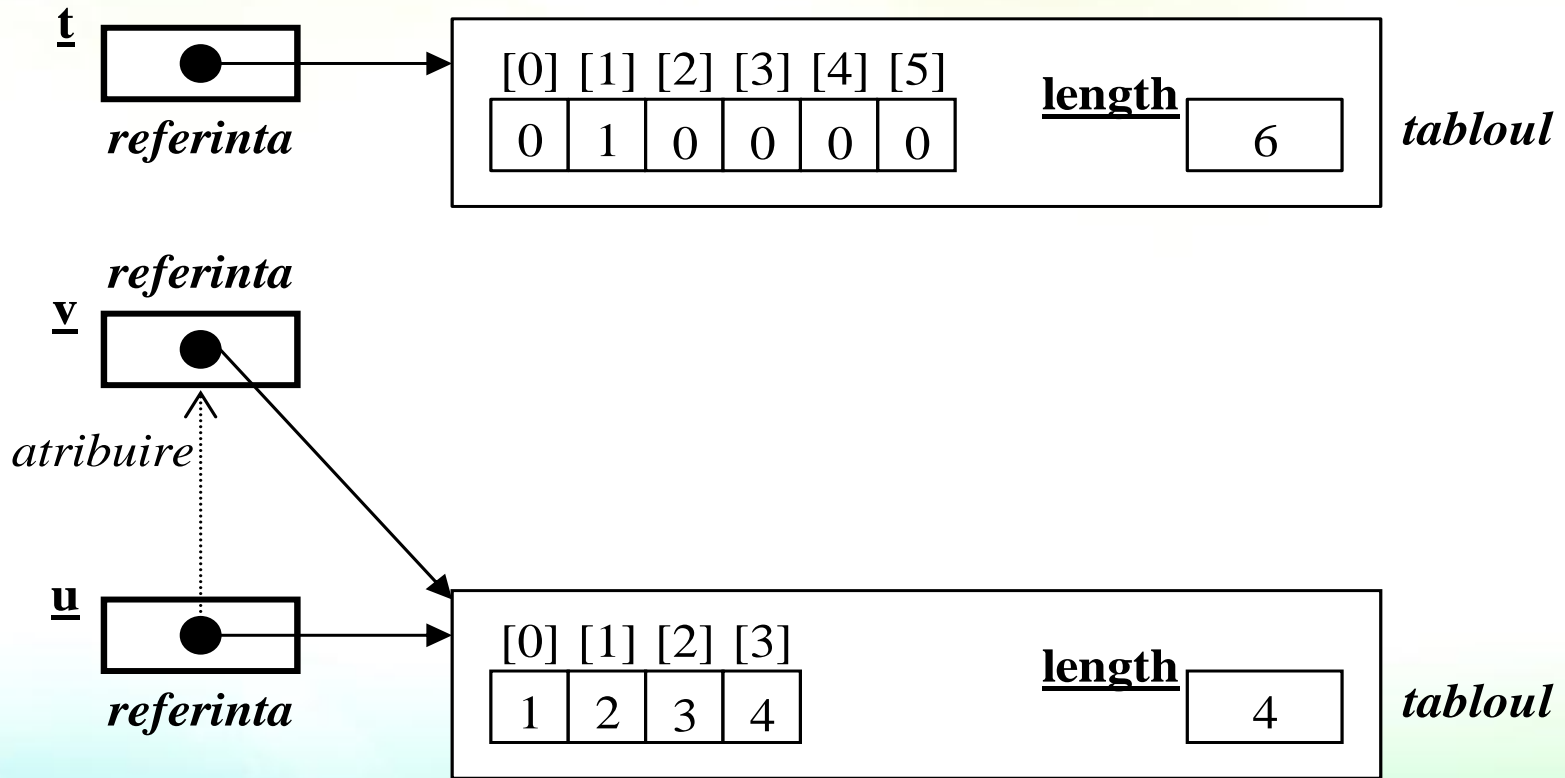 t
[0] [1] [2] [3] [4] [5]
length
0 1 0 0 0 0
6
tabloul
referinta
referinta
v
atribuire
u
[0] [1] [2] [3]
length
1 2 3 4
4
tabloul
referinta